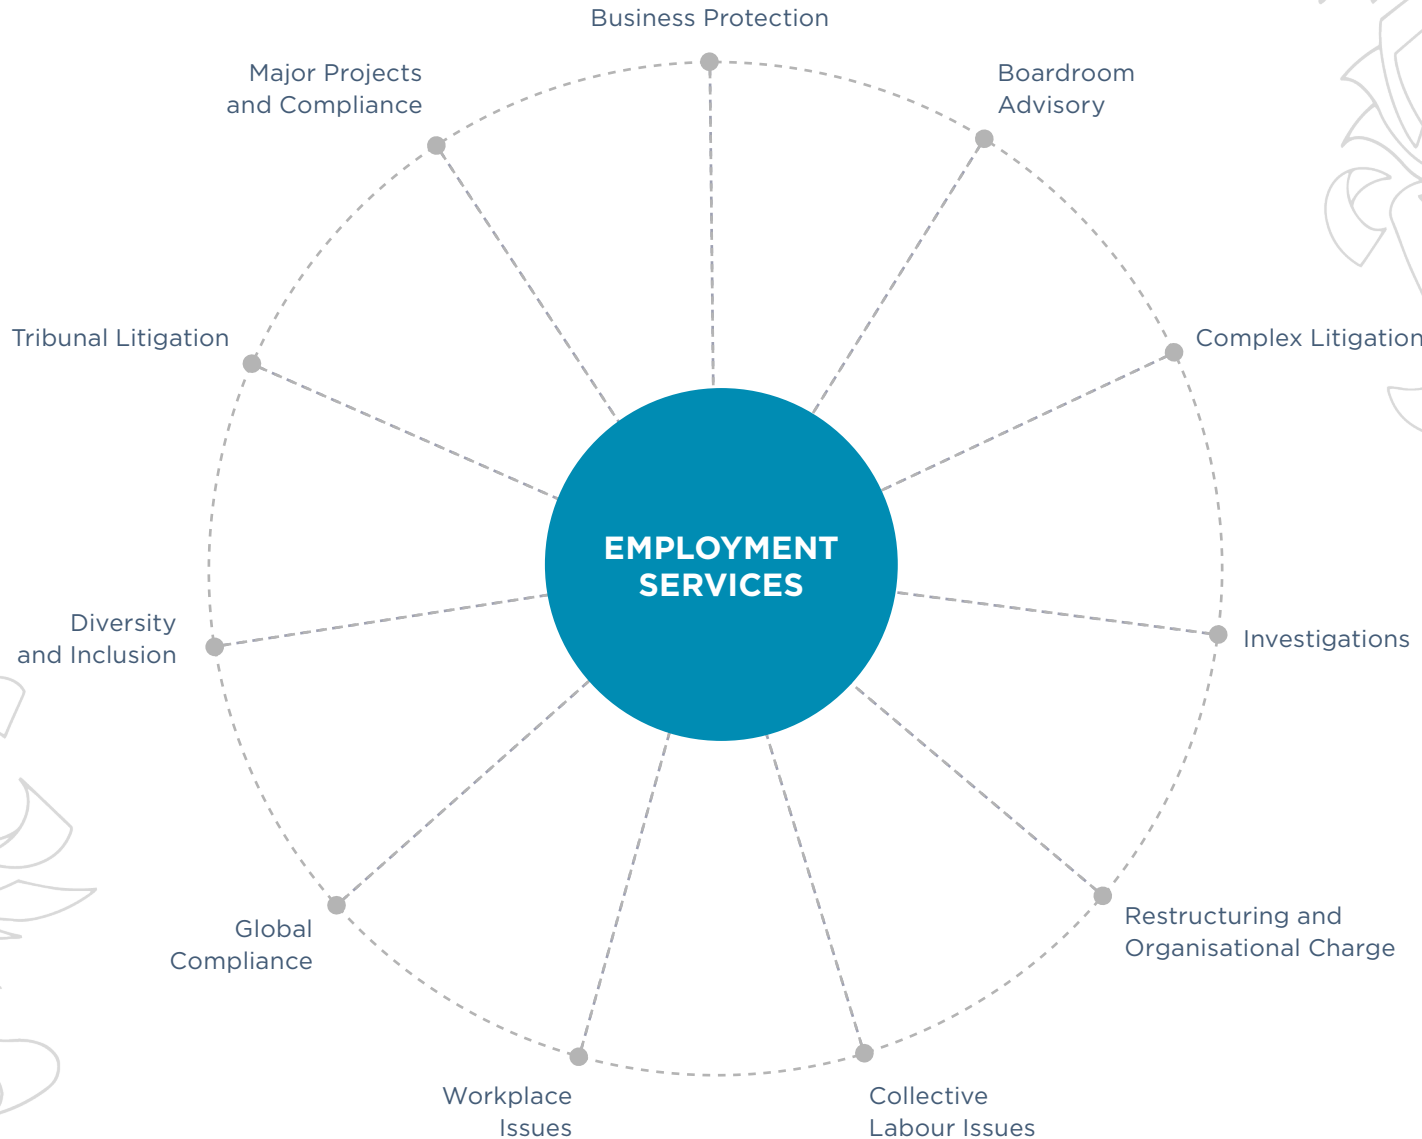 Business Protection
Major Projects
and Compliance
Boardroom
Advisory
Tribunal Litigation
Complex Litigation
EMPLOYMENT
SERVICES
Diversity
and Inclusion
Investigations
Global
Compliance
Restructuring and
Organisational Charge
Workplace
Issues
Collective
Labour Issues